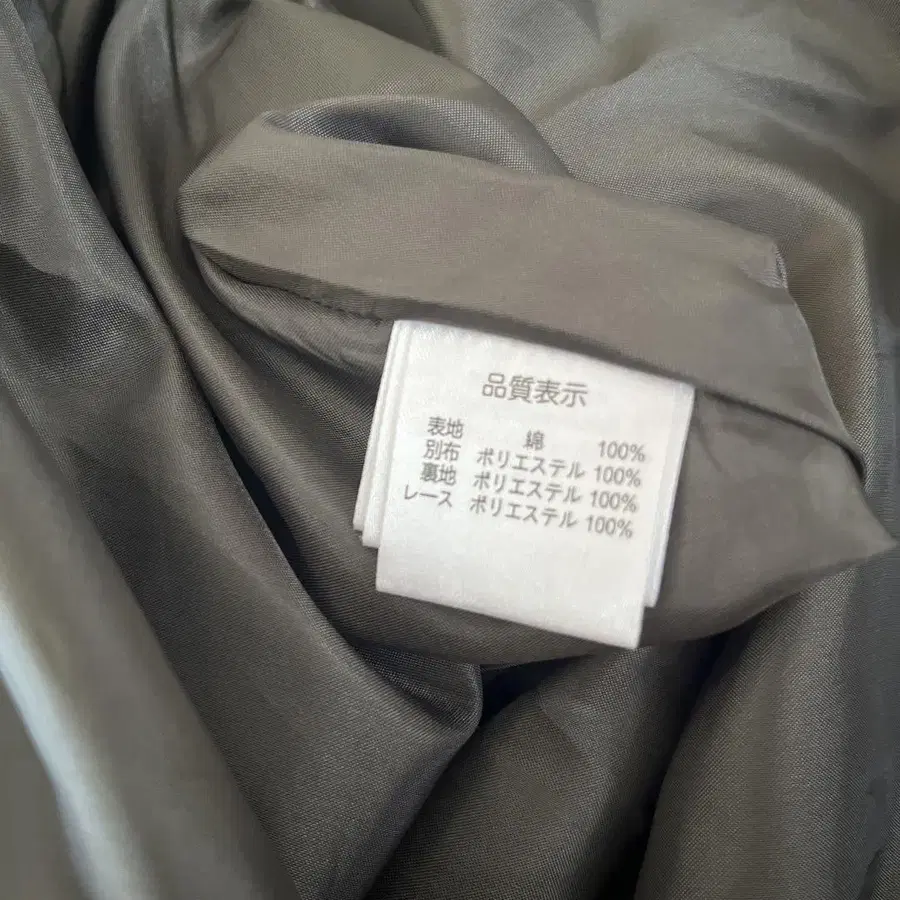 品質表示
表地 綿 100%
別布 ポリエステル 100%
裏地 ポリエステル 100%
レース ポリエステル 100%